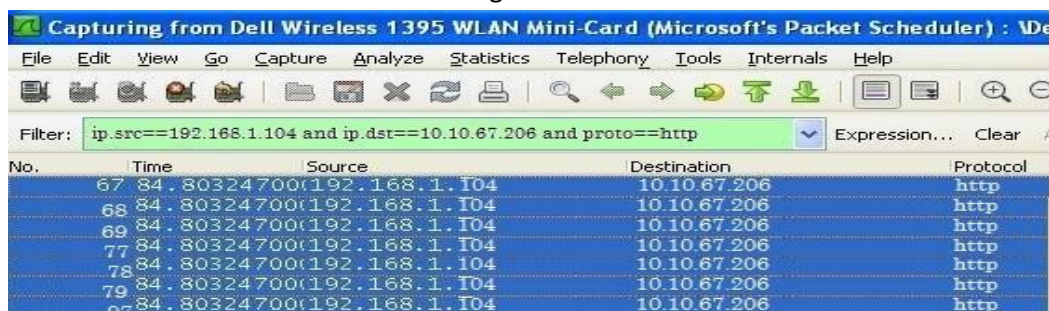 Capturing from Dell Wireless 1395 WLAN Mini-Card (Microsoft's Packet Scheduler) : \De
File Edit View Go Capture Analyze Statistics Telephony Tools Internals Help
Filter: ip.src==192.168.1.104 and ip.dst==10.10.67.206 and proto==http Expression... Clear
No. Time Source Destination Protocol
67 84.80324700(192.168.1.104 10.10.67.206 http
68 84.80324700(192.168.1.104 10.10.67.206 http
69 84.80324700(192.168.1.104 10.10.67.206 http
77 84.80324700(192.168.1.104 10.10.67.206 http
78 84.80324700(192.168.1.104 10.10.67.206 http
79 84.80324700(192.168.1.104 10.10.67.206 http
84.80324700(192.168.1.104 10.10.67.206 http